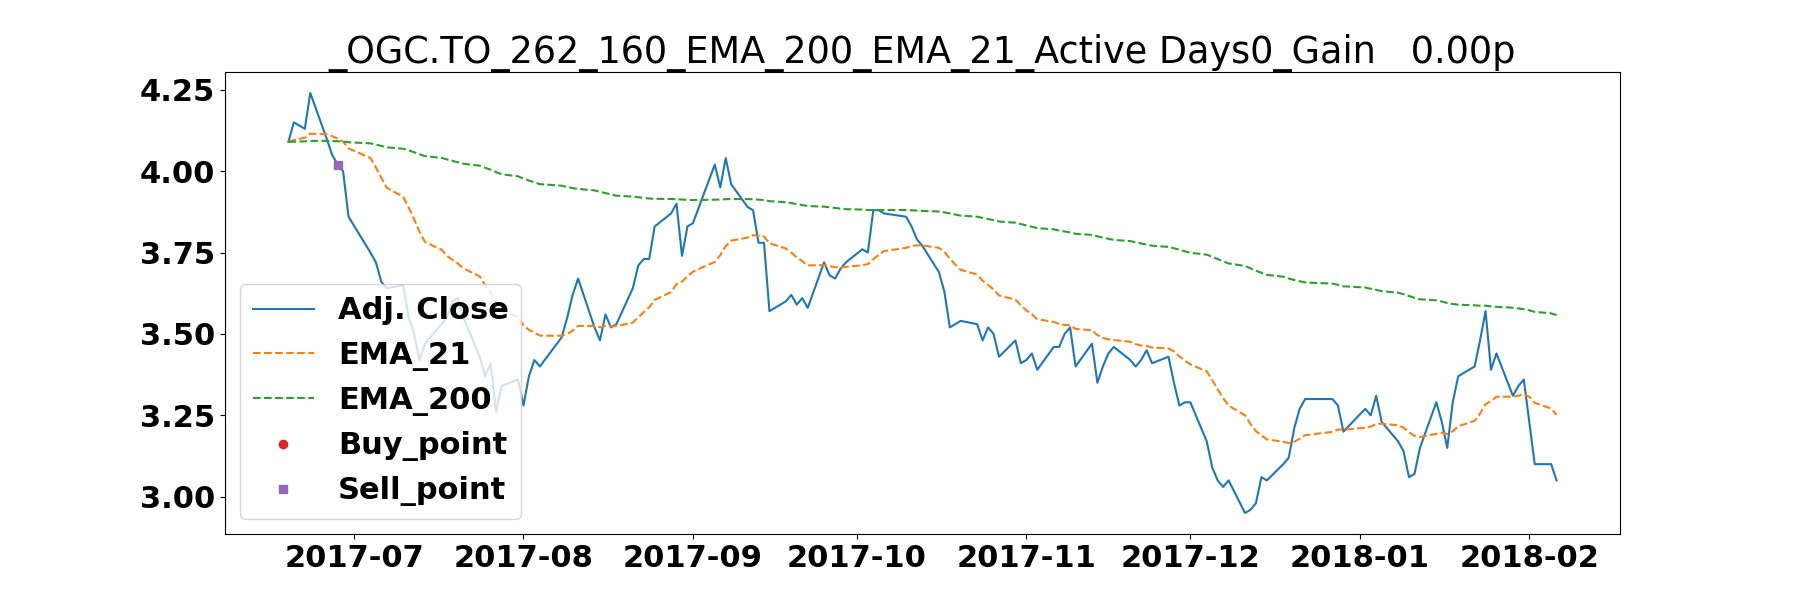 _OGC.TO_262_160_EMA_200_EMA_21_Active Days0_Gain   0.00p
4.25
4.00
3.75
3.50
3.25
3.00
Adj. Close
EMA_21
EMA_200
Buy_point
Sell_point
2017-07 2017-08 2017-09 2017-10 2017-11 2017-12 2018-01 2018-02